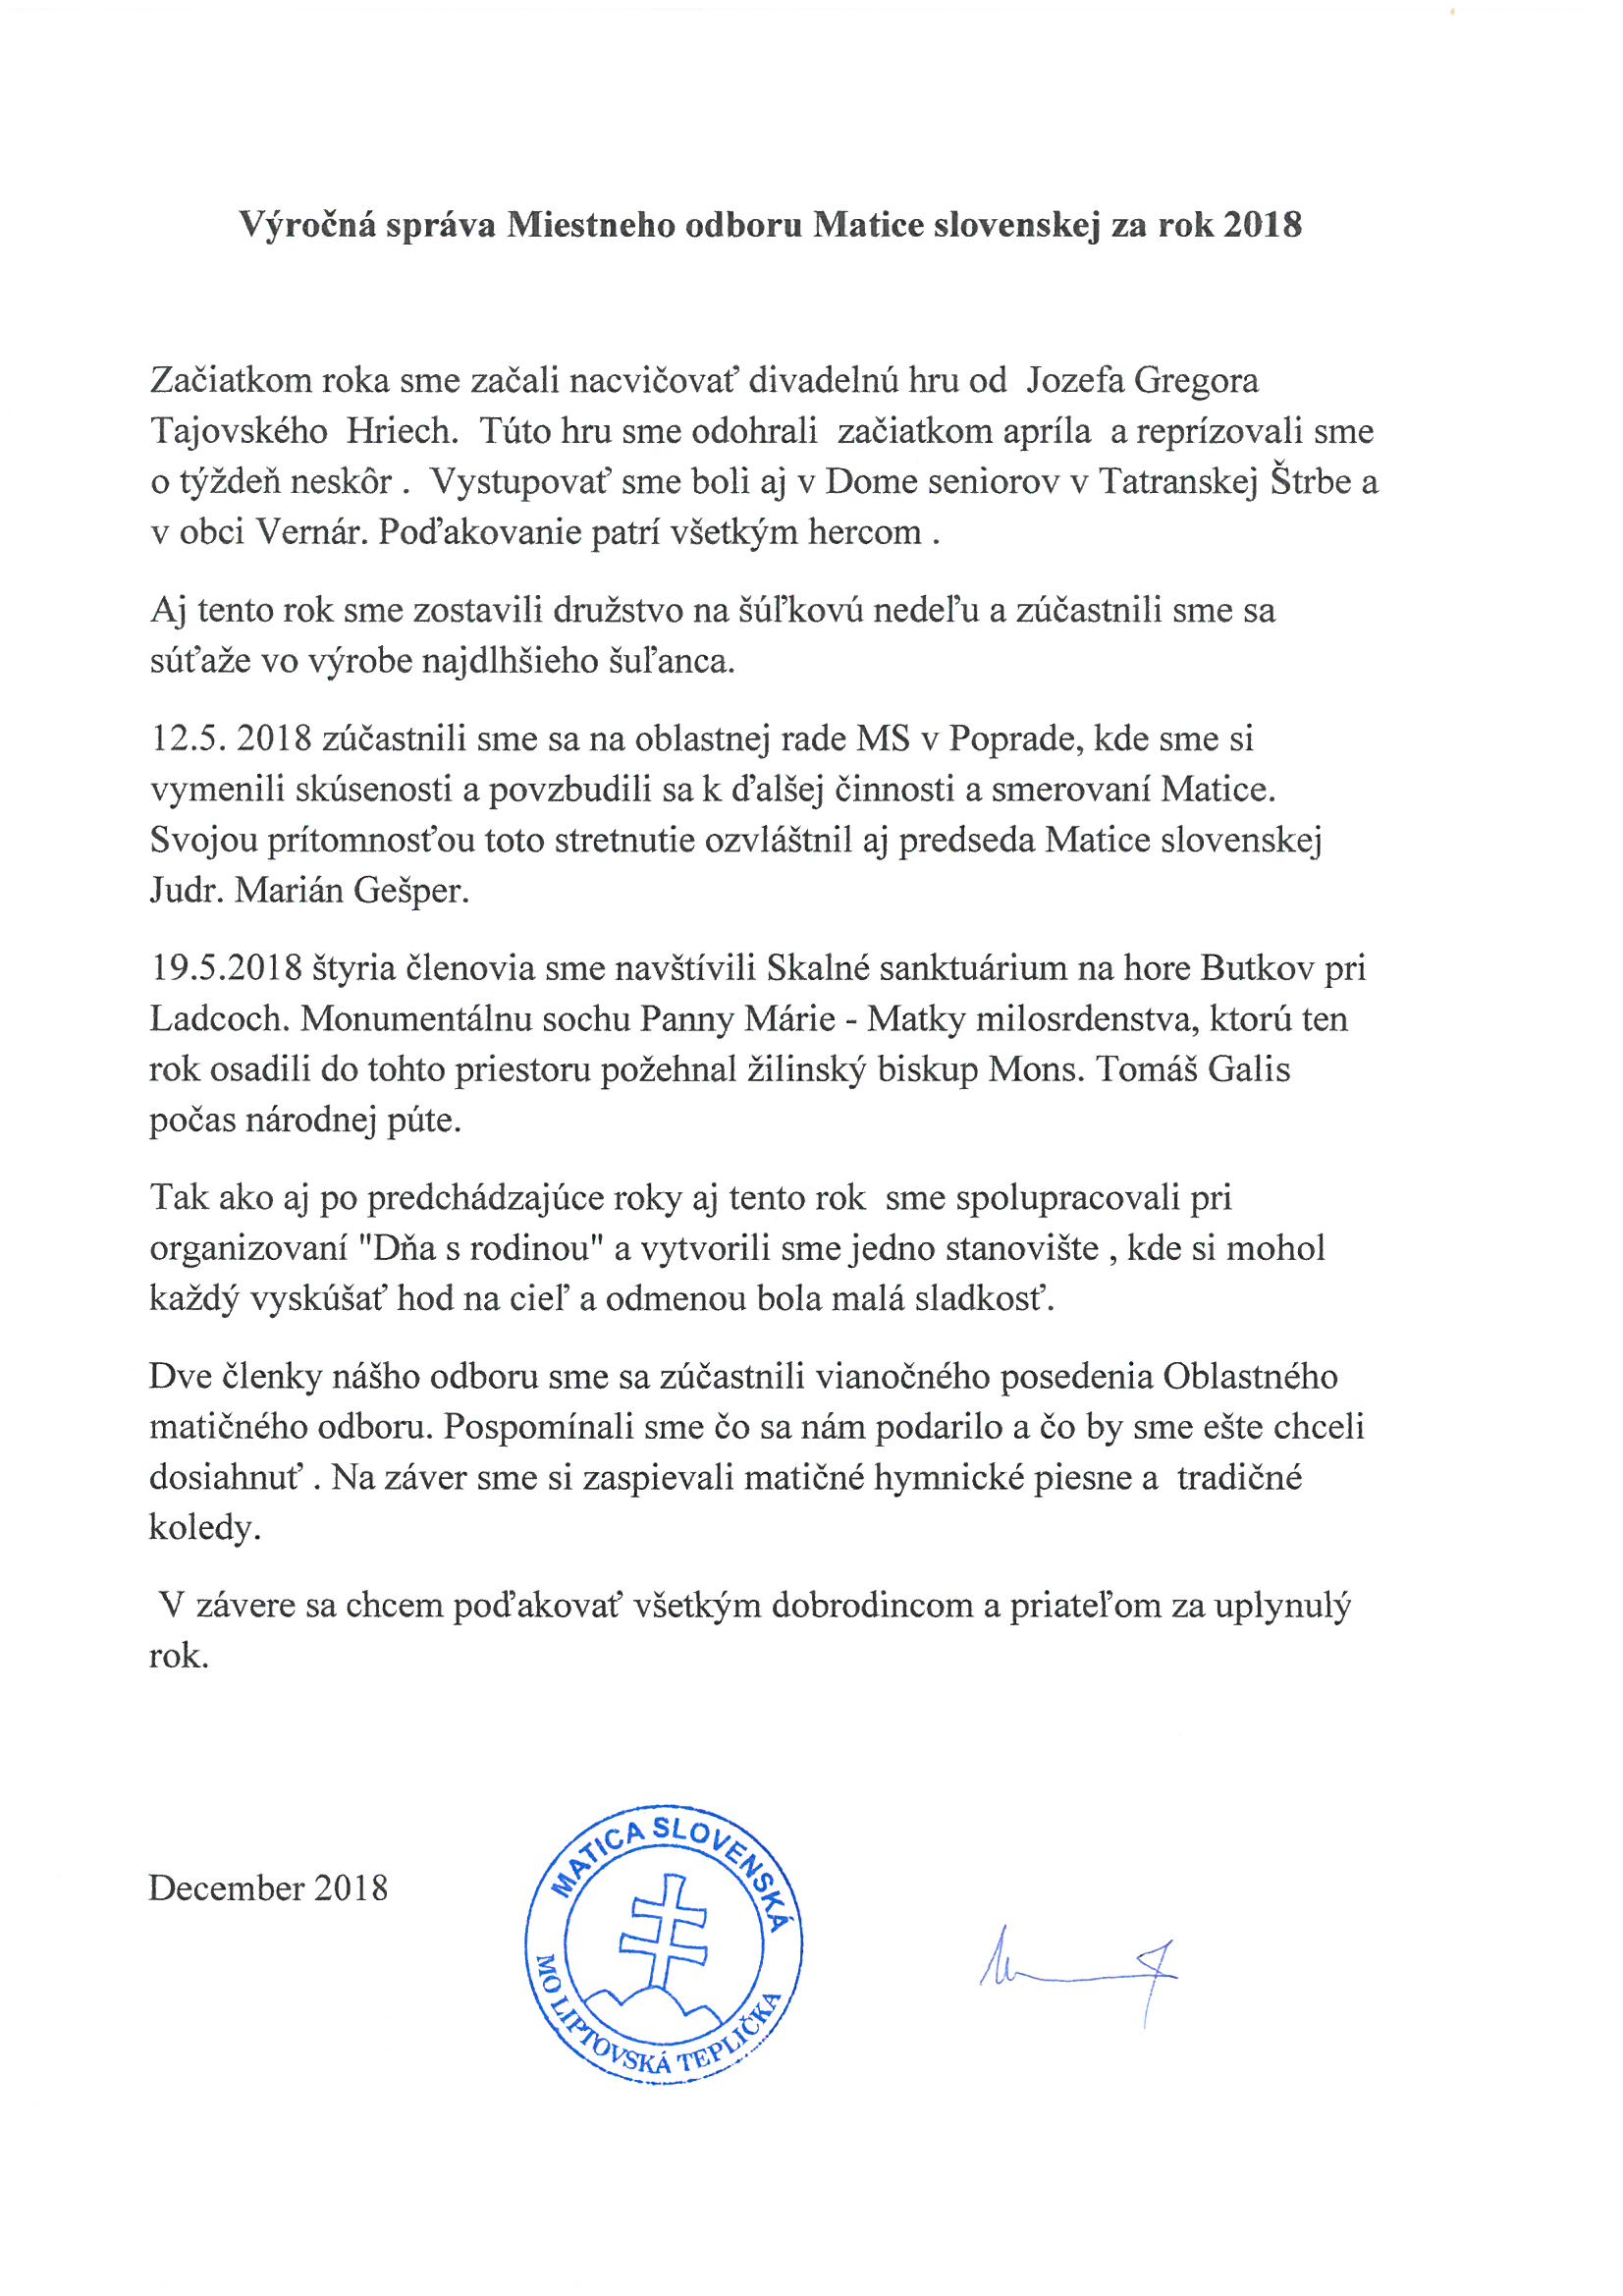 Výročná správa Miestneho odboru Matice slovenskej za rok 2018
Začiatkom roka sme začali nacvičovať divadelnú hru od Jozefa Gregora
Tajovského Hriech. Túto hru sme odohrali začiatkom apríla a reprízovali sme
o týždeň neskôr . Vystupovať sme boli aj v Dome seniorov v Tatranskej Štrbe a
v obci Vernár. Poďakovanie patrí všetkým hercom .
Aj tento rok sme zostavili družstvo na šúľkovú nedeľu a zúčastnili sme sa
súťaže vo výrobe najdlhšieho šuľanca.
12.5. 2018 zúčastnili sme sa na oblastnej rade MS v Poprade, kde sme si
vymenili skúsenosti a povzbudili sa k ďalšej činnosti a smerovaní Matice.
Svojou prítomnosťou toto stretnutie ozvláštnil aj predseda Matice slovenskej
Judr. Marián Gešper.
19.5.2018 štyria členovia sme navštívili Skalné sanktuárium na hore Butkov pri
Ladcoch. Monumentálnu sochu Panny Márie - Matky milosrdenstva, ktorú ten
rok osadili do tohto priestoru požehnal žilinský biskup Mons. Tomáš Galis
počas národnej púte.
Tak ako aj po predchádzajúce roky aj tento rok sme spolupracovali pri
organizovaní "Dňa s rodinou" a vytvorili sme jedno stanovište , kde si mohol
každý vyskúšať hod na cieľ a odmenou bola malá sladkosť.
Dve členky nášho odboru sme sa zúčastnili vianočného posedenia Oblastného
matičného odboru. Pospomínali sme čo sa nám podarilo a čo by sme ešte chceli
dosiahnuť . Na záver sme si zaspievali matičné hymnické piesne a tradičné
koledy.
V závere sa chcem poďakovať všetkým dobrodincom a priateľom za uplynulý
rok.
December 2018
MATICA SLOVENSKÁ
MO LIPTOVSKÁ TEPLIČKA